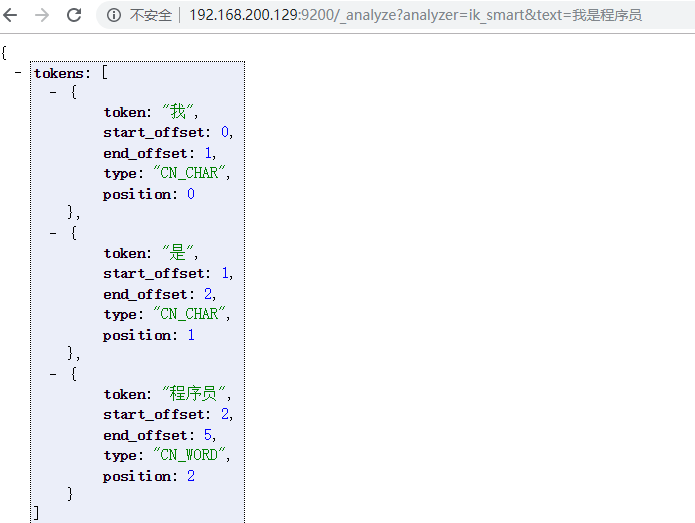 不安全 192.168.200.129:9200/_analyze?analyzer=ik_smart&text=我是程序员
{
- tokens: [
- {
token: "我",
start_offset: 0,
end_offset: 1,
type: "CN_CHAR",
position: 0
},
- {
token: "是",
start_offset: 1,
end_offset: 2,
type: "CN_CHAR",
position: 1
},
- {
token: "程序员",
start_offset: 2,
end_offset: 5,
type: "CN_WORD",
position: 2
}
]